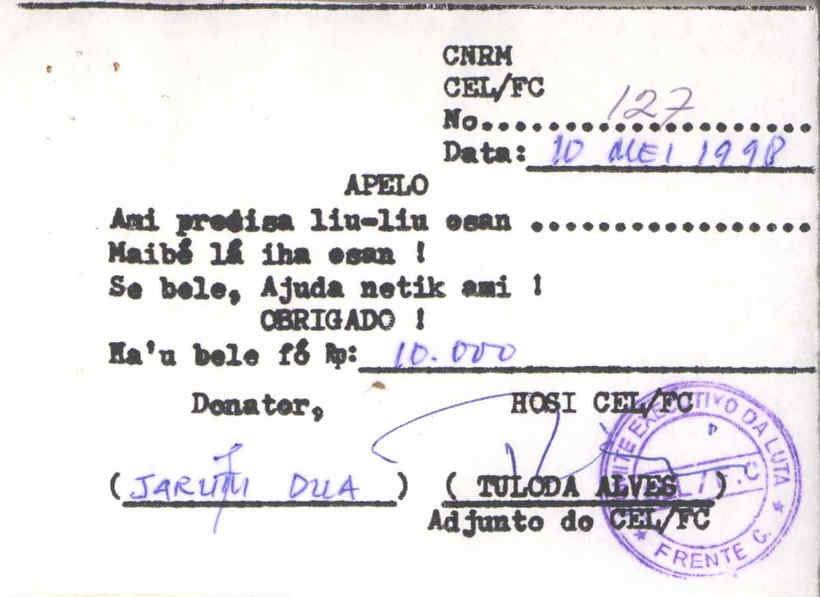 CNRM
CEL/FC
No. 127
Data: 10 MEI 1998
APELO
Ami presisa liu-liu osan ....................
Maibé lá iha osan !
Se bele, Ajuda netik ami !
OBRIGADO !
Ha'u bele fó Rp: 10.000
Donator,
HOSI CEL/FC
( JARUM DUA )
( TULODA ALVES )
Adjunto do CEL/FC
EXECUTIVO DA LUTA
FRENTE C.